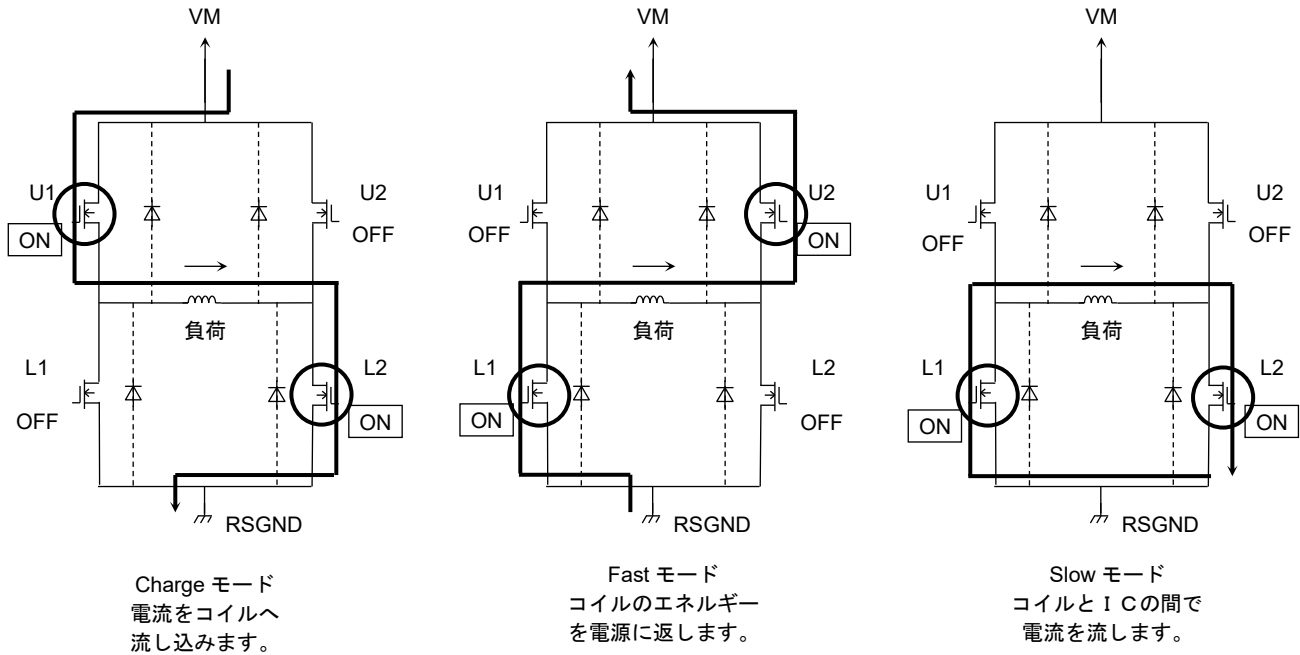 VM
U1
ON
U2
OFF
負荷
L1
OFF
L2
ON
RSGND
Charge モード
電流をコイルへ
流し込みます。
VM
U1
OFF
U2
ON
負荷
L1
ON
L2
OFF
RSGND
Fast モード
コイルのエネルギー
を電源に返します。
VM
U1
OFF
U2
OFF
負荷
L1
ON
L2
ON
RSGND
Slow モード
コイルとＩＣの間で
電流を流します。